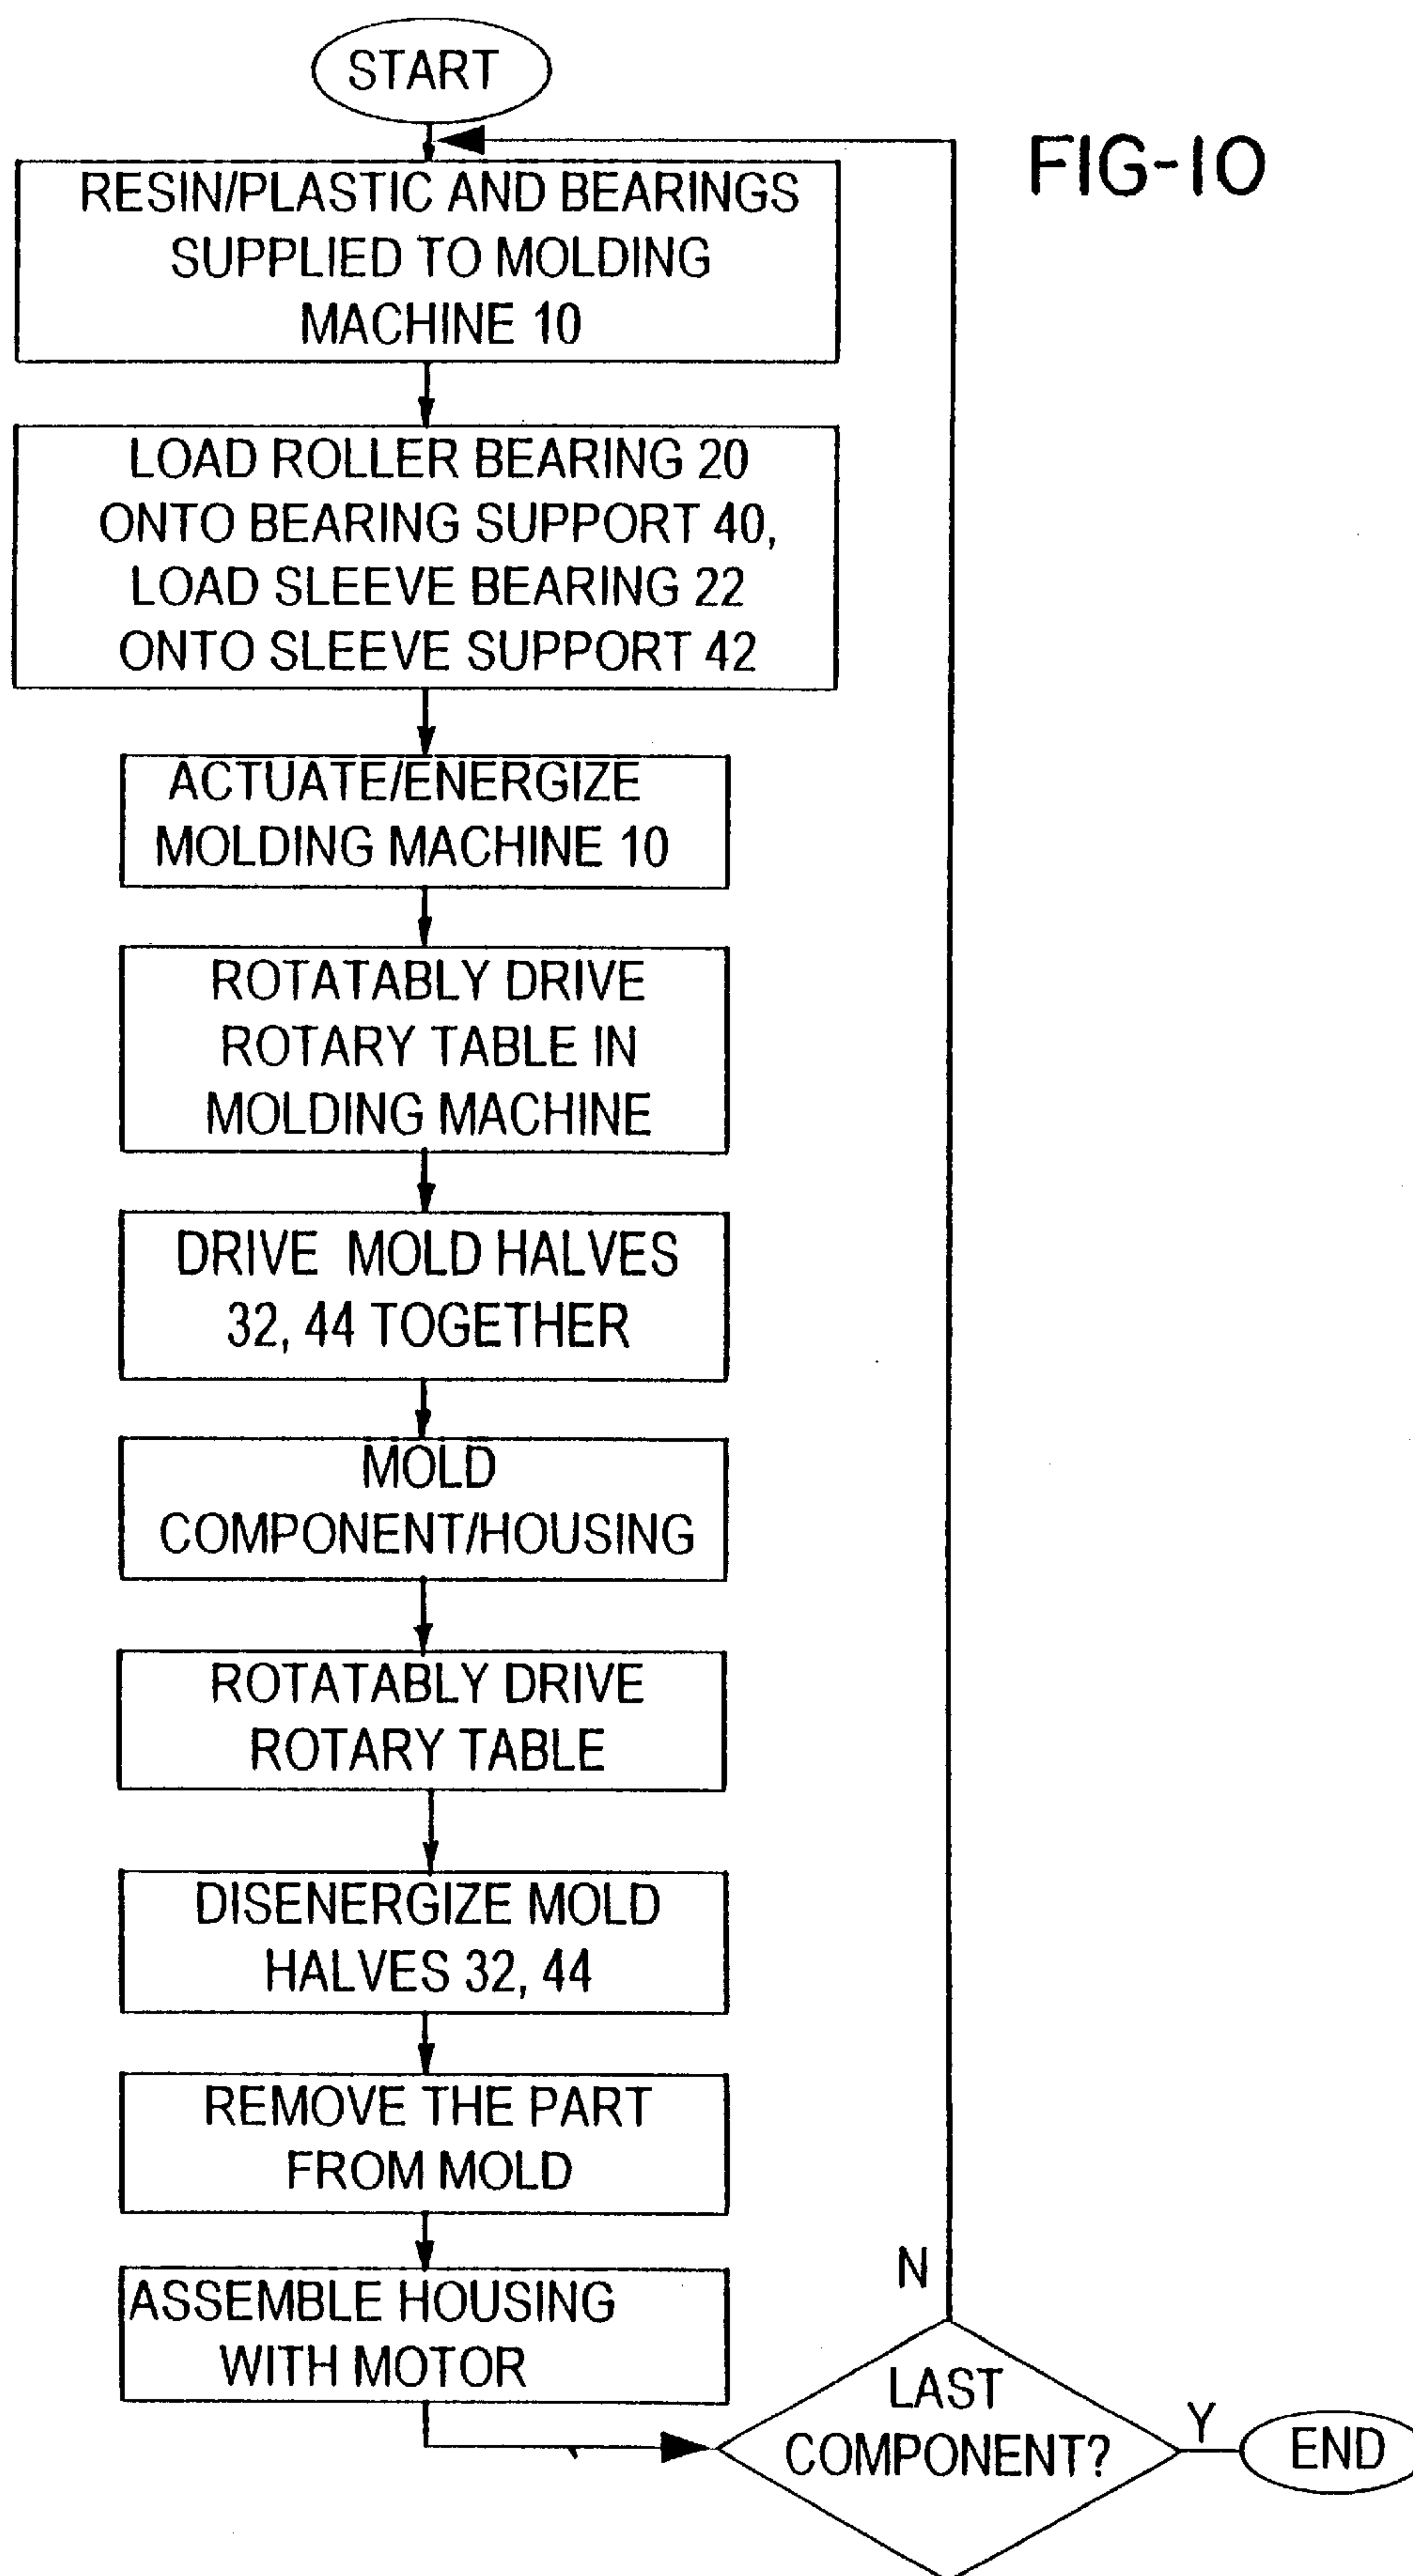 START
FIG-10
RESIN/PLASTIC AND BEARINGS
SUPPLIED TO MOLDING
MACHINE 10
LOAD ROLLER BEARING 20
ONTO BEARING SUPPORT 40,
LOAD SLEEVE BEARING 22
ONTO SLEEVE SUPPORT 42
ACTUATE/ENERGIZE
MOLDING MACHINE 10
ROTATABLY DRIVE
ROTARY TABLE IN
MOLDING MACHINE
DRIVE MOLD HALVES
32, 44 TOGETHER
MOLD
COMPONENT/HOUSING
ROTATABLY DRIVE
ROTARY TABLE
DISENERGIZE MOLD
HALVES 32, 44
REMOVE THE PART
FROM MOLD
ASSEMBLE HOUSING
WITH MOTOR
N
LAST
COMPONENT?
Y
END